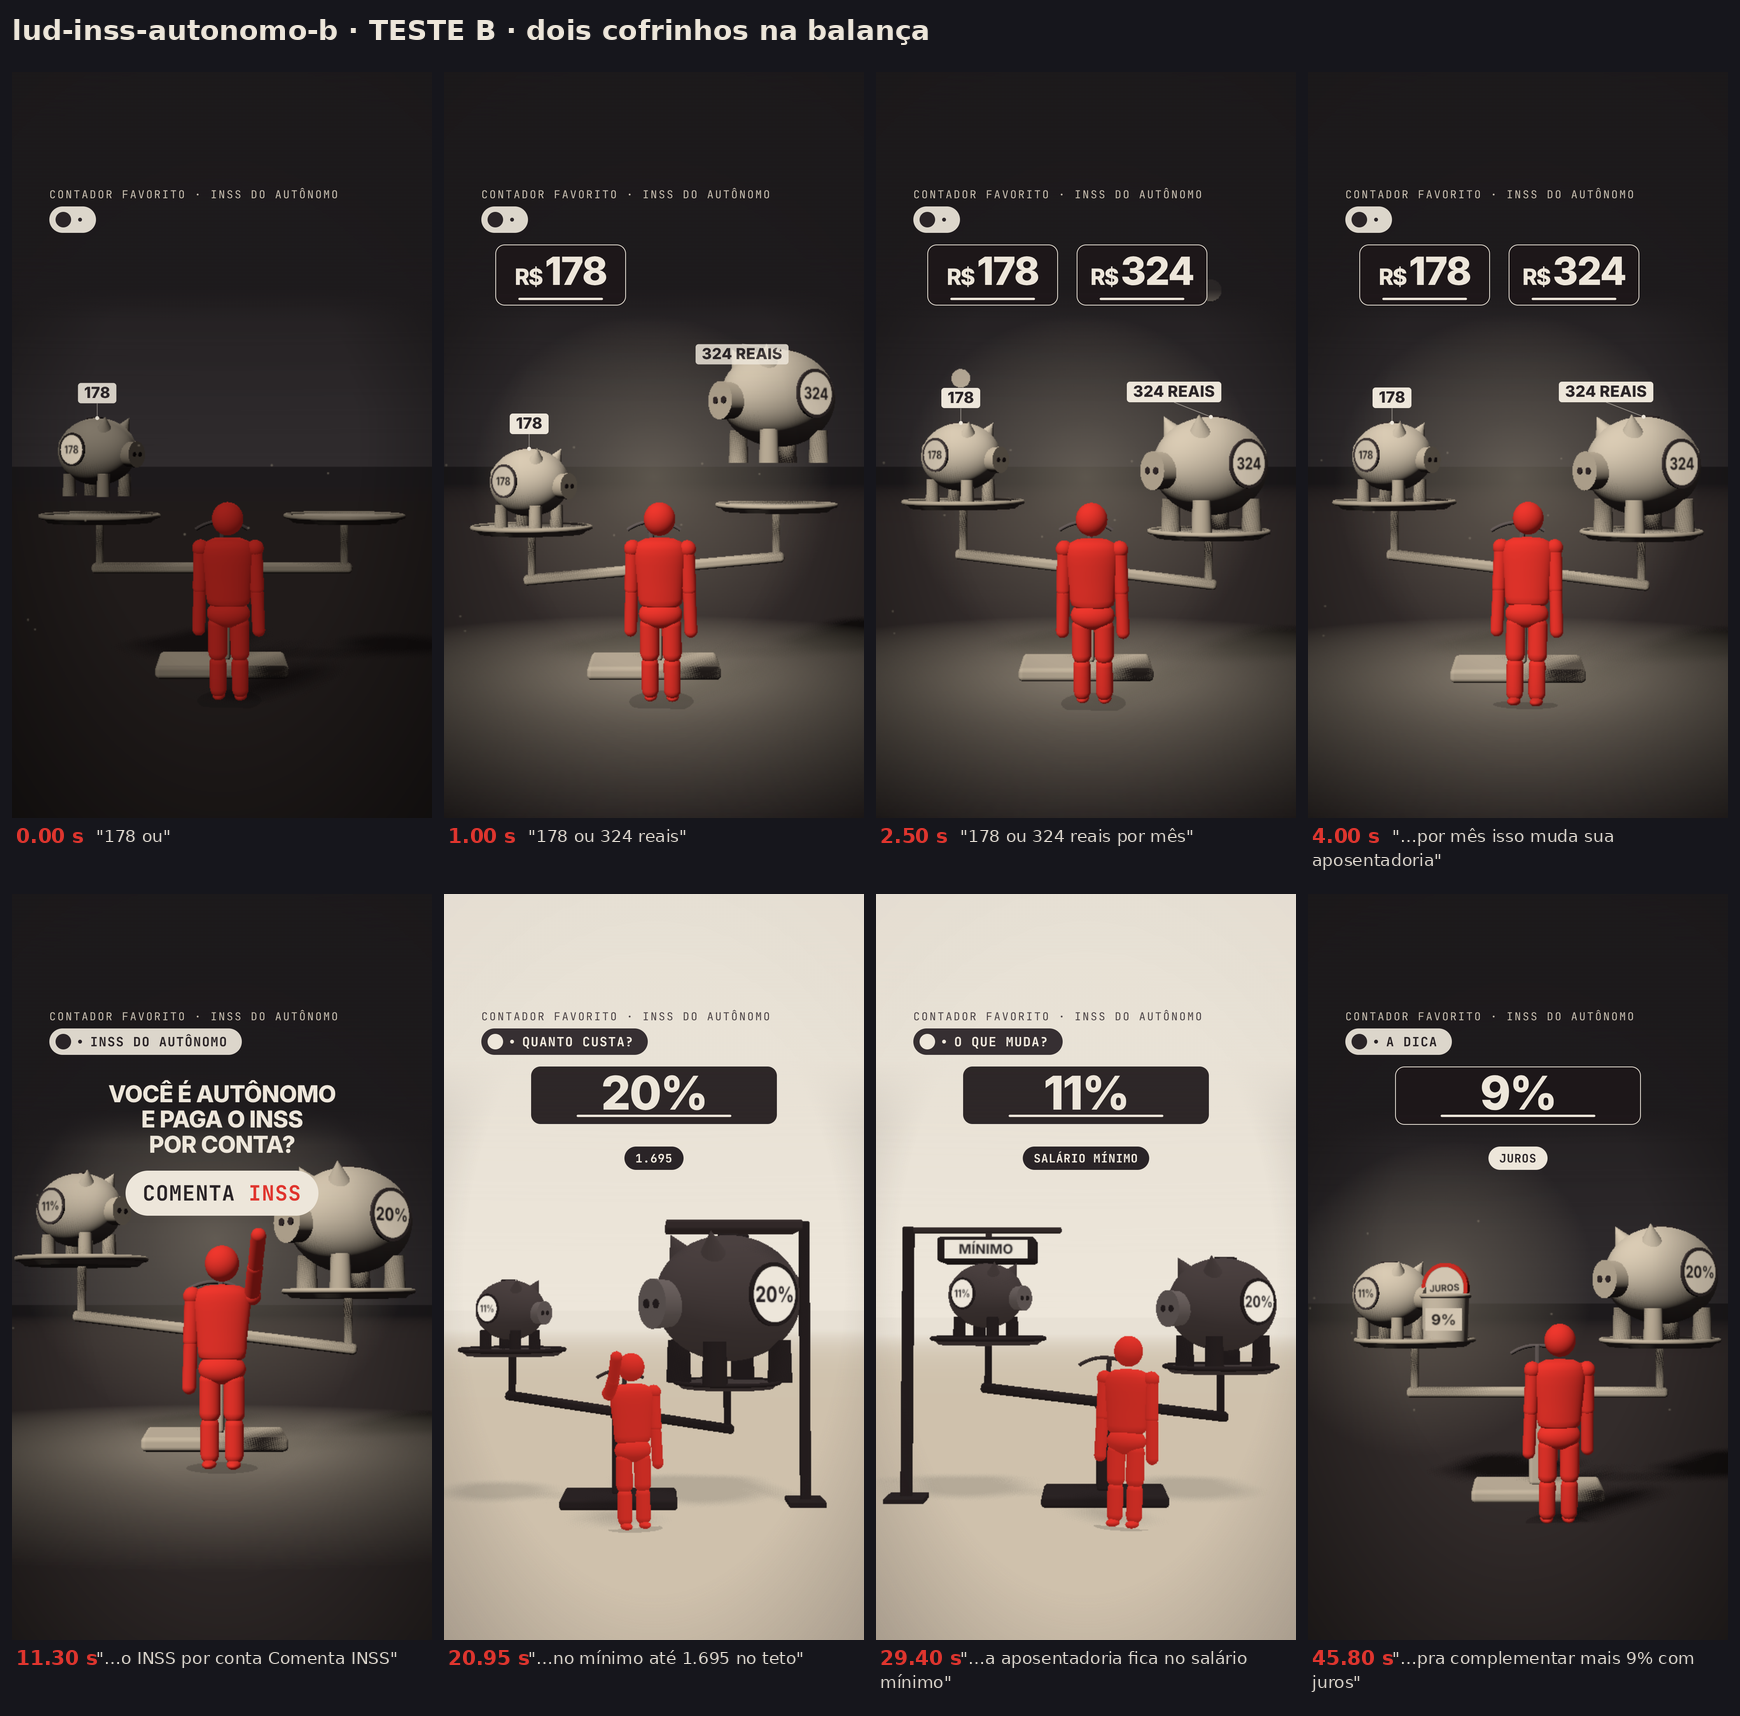 lud-inss-autonomo-b · TESTE B · dois cofrinhos na balança
CONTADOR FAVORITO · INSS DO AUTÔNOMO
178
178
0.00 s "178 ou"
CONTADOR FAVORITO · INSS DO AUTÔNOMO
R$178
324 REAIS
324
178
178
1.00 s "178 ou 324 reais"
CONTADOR FAVORITO · INSS DO AUTÔNOMO
R$178
R$324
178
324 REAIS
178
324
2.50 s "178 ou 324 reais por mês"
CONTADOR FAVORITO · INSS DO AUTÔNOMO
R$178
R$324
178
324 REAIS
178
324
4.00 s "...por mês isso muda sua
aposentadoria"
CONTADOR FAVORITO · INSS DO AUTÔNOMO
• INSS DO AUTÔNOMO
VOCÊ É AUTÔNOMO
E PAGA O INSS
POR CONTA?
COMENTA INSS
11%
20%
11.30 s "...o INSS por conta Comenta INSS"
CONTADOR FAVORITO · INSS DO AUTÔNOMO
• QUANTO CUSTA?
20%
1.695
11%
20%
20.95 s "...no mínimo até 1.695 no teto"
CONTADOR FAVORITO · INSS DO AUTÔNOMO
• O QUE MUDA?
11%
SALÁRIO MÍNIMO
MÍNIMO
11%
20%
29.40 s "...a aposentadoria fica no salário
mínimo"
CONTADOR FAVORITO · INSS DO AUTÔNOMO
• A DICA
9%
JUROS
11%
JUROS
9%
20%
45.80 s "...pra complementar mais 9% com
juros"